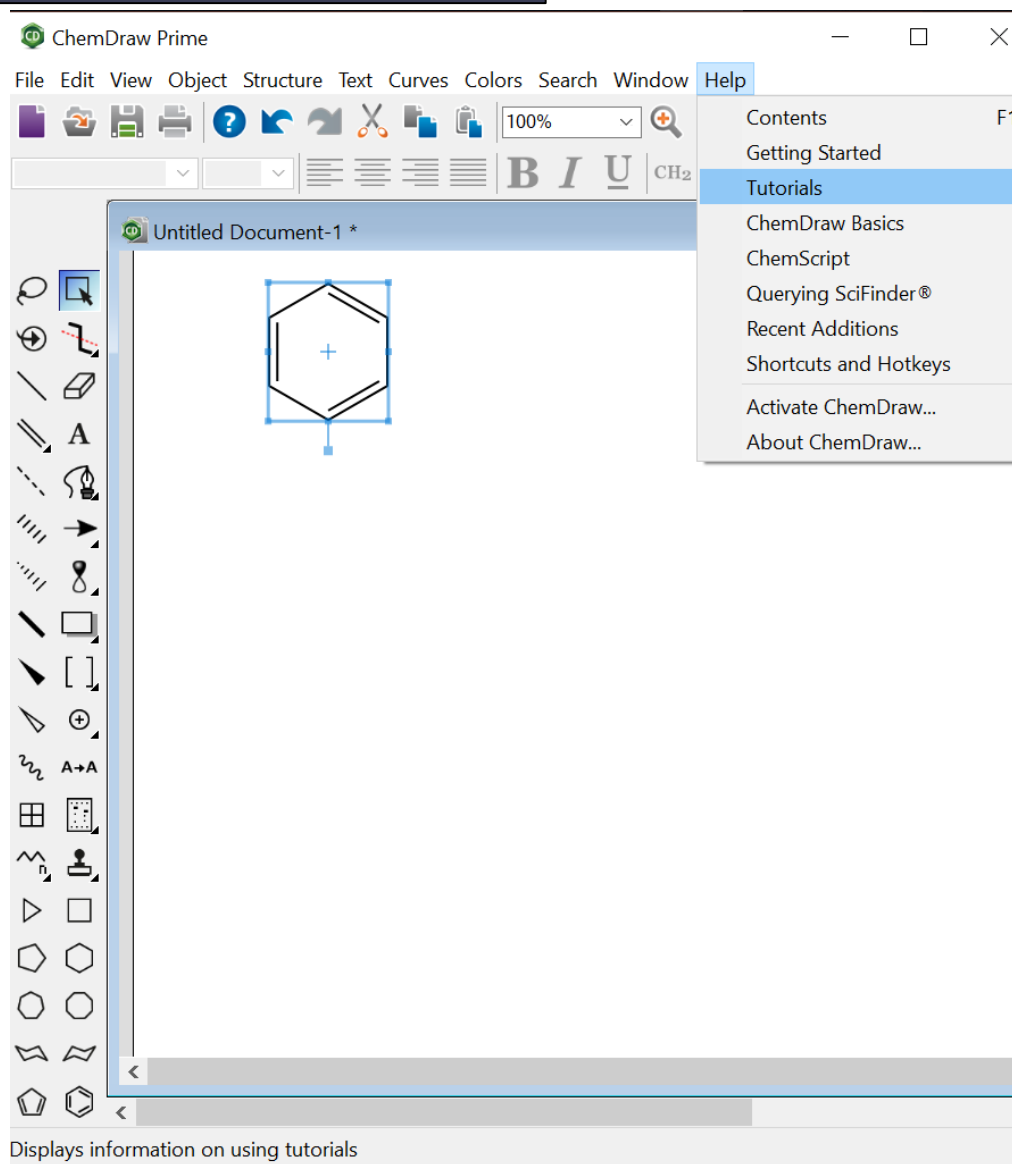 ChemDraw Prime
File Edit View Object Structure Text Curves Colors Search Window Help
100%
B I U CH2
Contents
Getting Started
Tutorials
ChemDraw Basics
ChemScript
Querying SciFinder®
Recent Additions
Shortcuts and Hotkeys
Activate ChemDraw...
About ChemDraw...
Untitled Document-1 *
A
A→A
n
Displays information on using tutorials